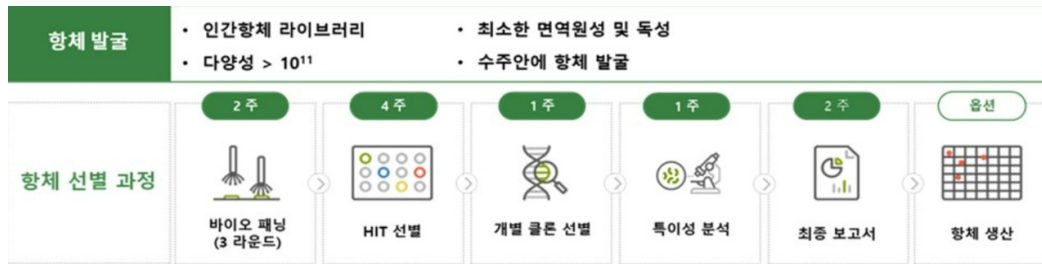 항체 발굴
• 인간항체 라이브러리
• 최소한 면역원성 및 독성
• 다양성 > 10¹¹
• 수주안에 항체 발굴
항체 선별 과정
2 주
4 주
1 주
1 주
2 주
옵션
바이오 패닝
(3 라운드)
HIT 선별
개별 클론 선별
특이성 분석
최종 보고서
항체 생산